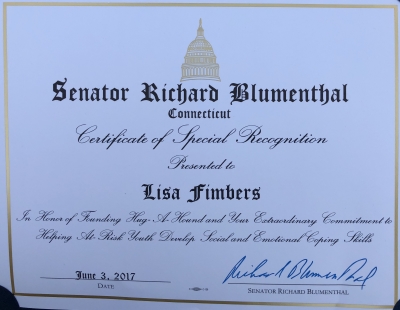 Senator Richard Blumenthal
Connecticut
Certificate of Special Recognition
Presented to
Lisa Fimbers
In Honor of Founding Hug-A-Hound and Your Extraordinary Commitment to
Helping At-Risk Youth Develop Social and Emotional Coping Skills
June 3, 2017
Date
Richard Blumenthal
Senator Richard Blumenthal